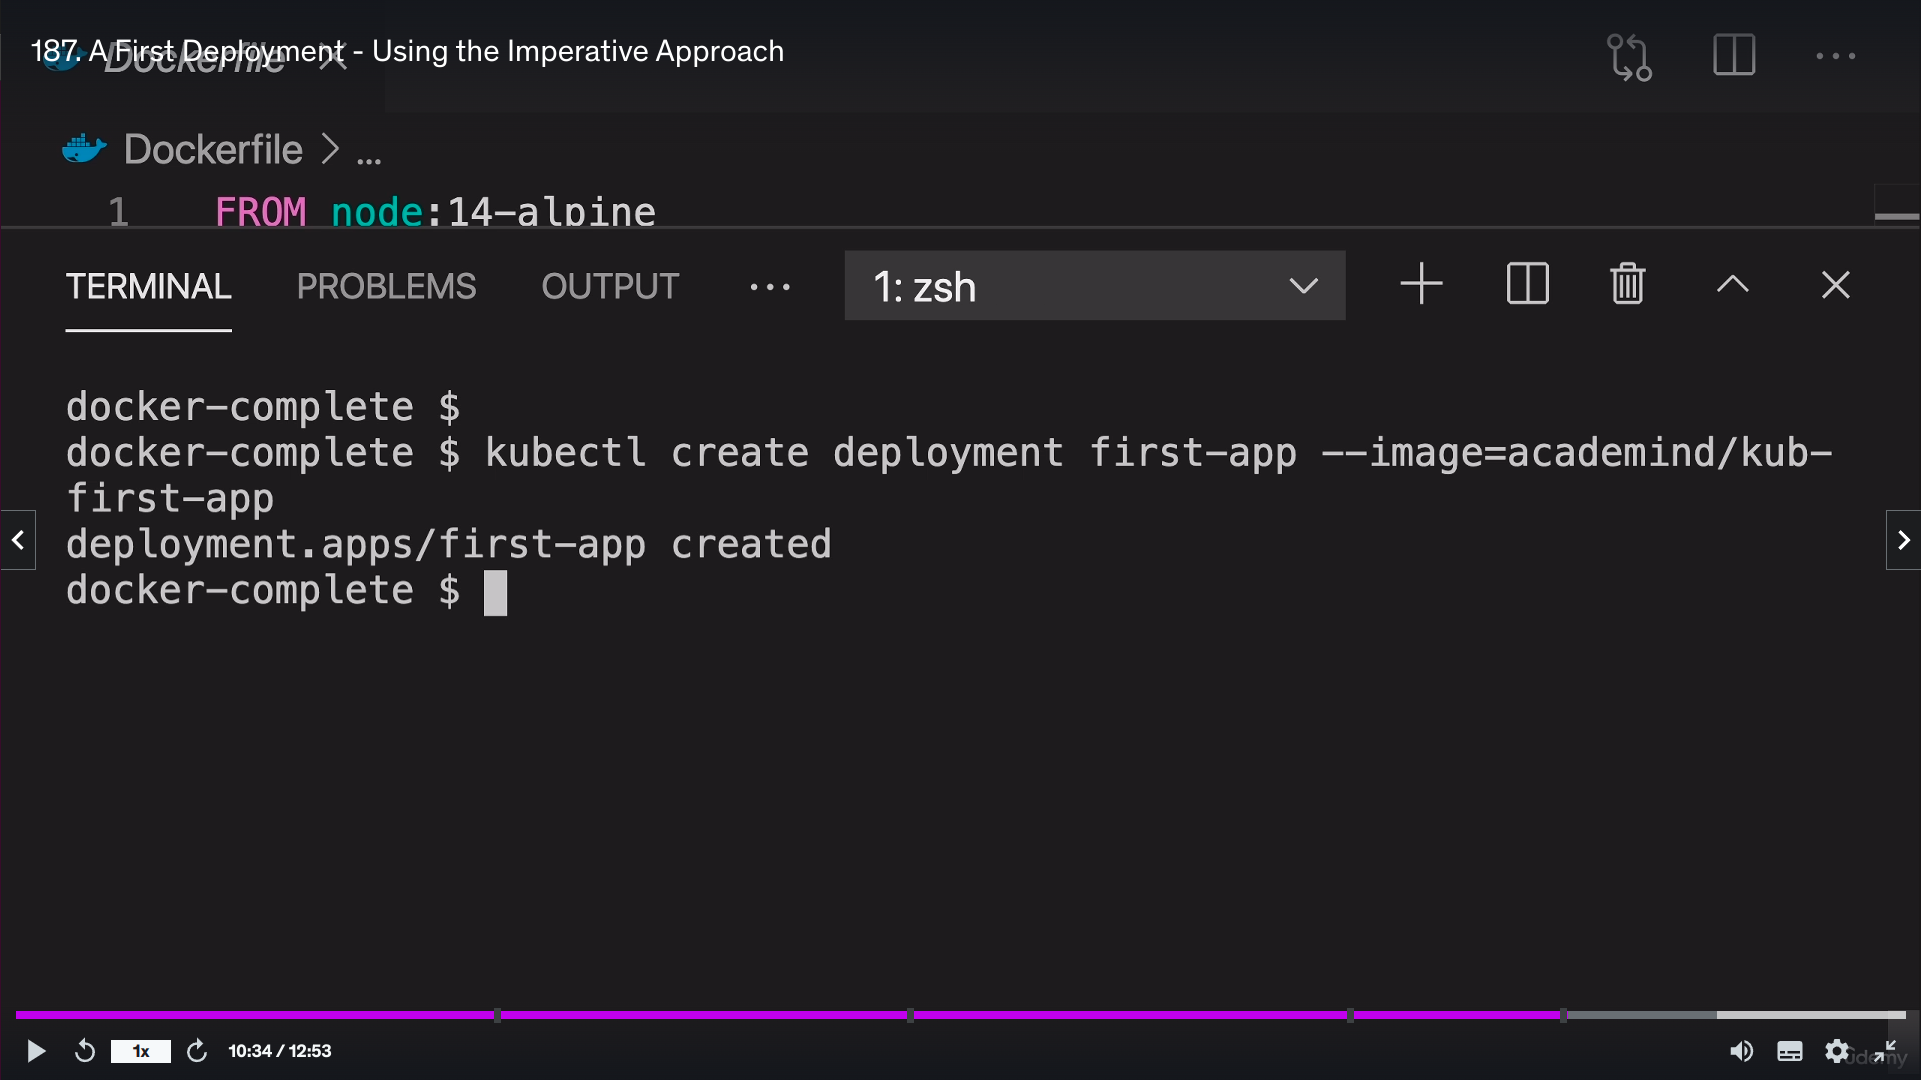 187. A First Deployment - Using the Imperative Approach
Dockerfile
Dockerfile > ...
1 FROM node:14-alpine
TERMINAL PROBLEMS OUTPUT ... 1: zsh
docker-complete $
docker-complete $ kubectl create deployment first-app --image=academind/kub-
first-app
deployment.apps/first-app created
docker-complete $
1x 10:34 / 12:53
udemy